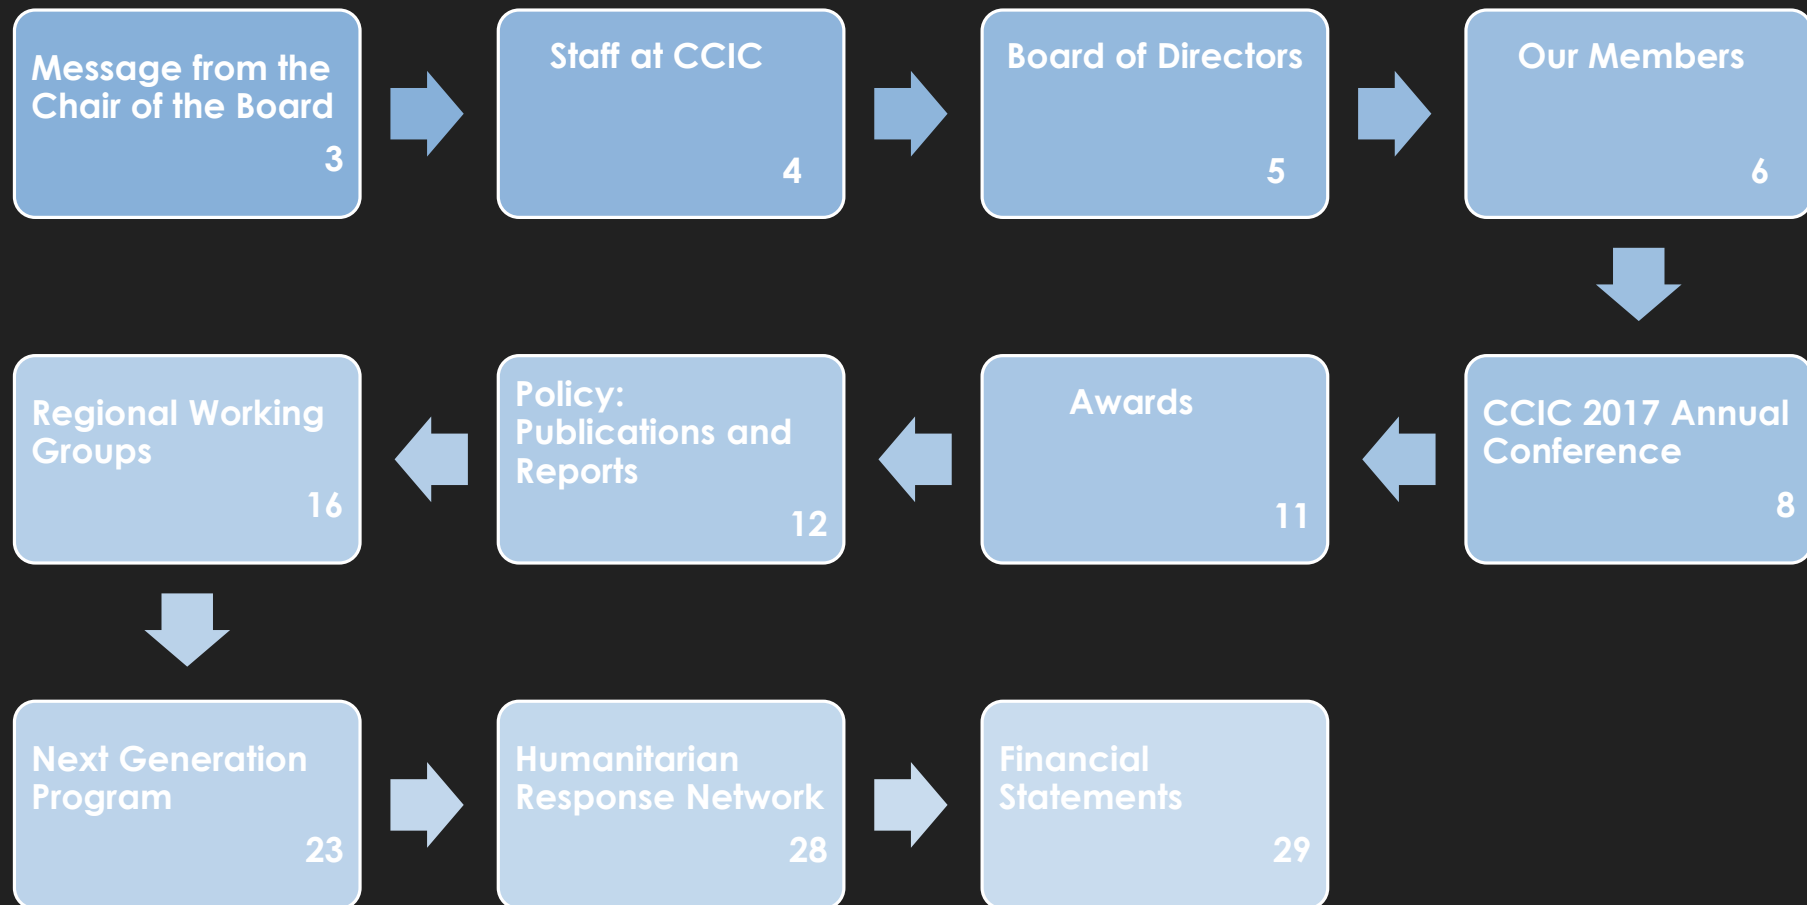 Message from the
Chair of the Board
3
Staff at CCIC
4
Board of Directors
5
Our Members
6
CCIC 2017 Annual
Conference
8
Awards
11
Policy:
Publications and
Reports
12
Regional Working
Groups
16
Next Generation
Program
23
Humanitarian
Response Network
28
Financial
Statements
29